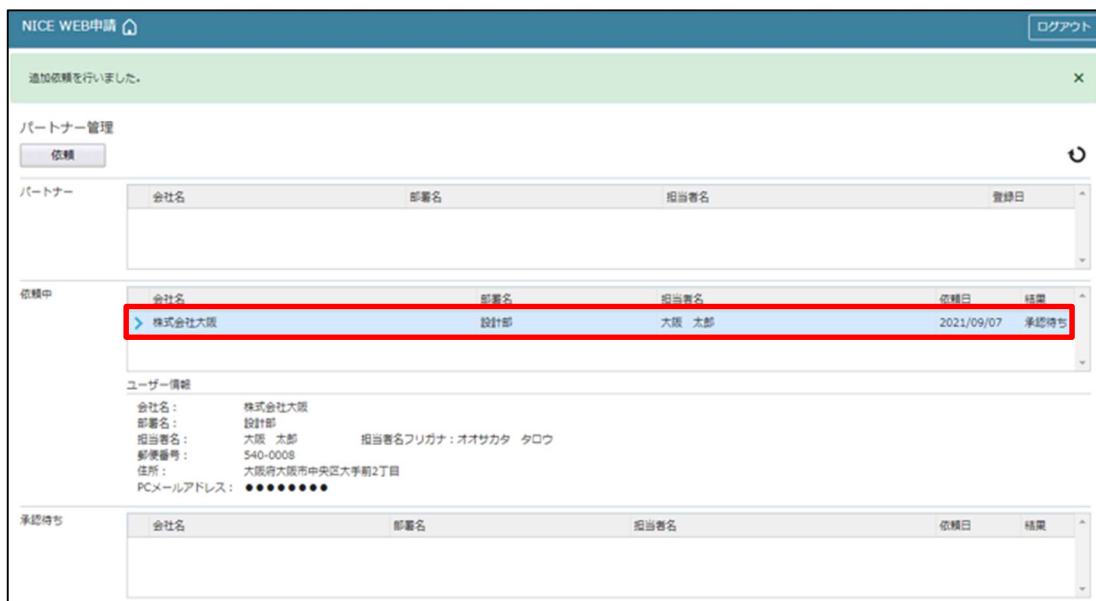 NICE WEB申請 ログアウト
追加依頼を行いました。 ×
パートナー管理
依頼
パートナー 会社名 部署名 担当者名 登録日
依頼中 会社名 部署名 担当者名 依頼日 結果
株式会社大阪 設計部 大阪 太郎 2021/09/07 承認待ち
ユーザー情報
会社名： 株式会社大阪
部署名： 設計部
担当者名： 大阪 太郎 担当者名フリガナ：オオサカタ タロウ
郵便番号： 540-0008
住所： 大阪府大阪市中央区大手前2丁目
PCメールアドレス： ●●●●●●●●
承認待ち 会社名 部署名 担当者名 依頼日 結果